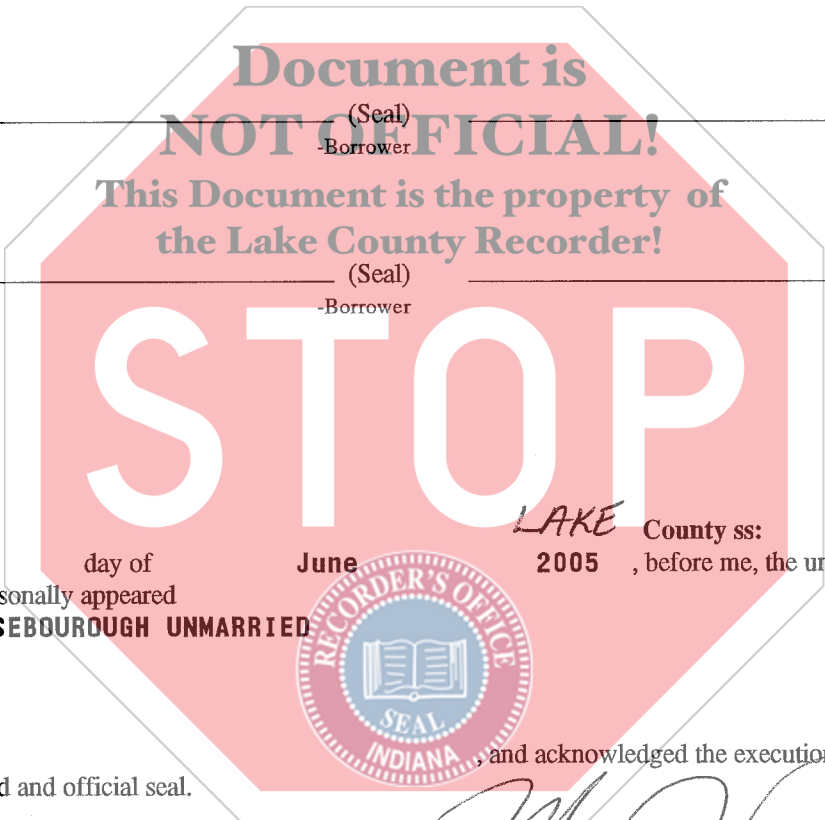 Document is
(Seal)
NOT OFFICIAL!
-Borrower
This Document is the property of
the Lake County Recorder!
(Seal)
-Borrower
STOP
LAKE County ss:
day of June 2005 , before me, the un
sonally appeared
SEBOUROUGH UNMARRIED
RECORDER'S OFFICE
SEAL
INDIANA
, and acknowledged the execution
d and official seal.